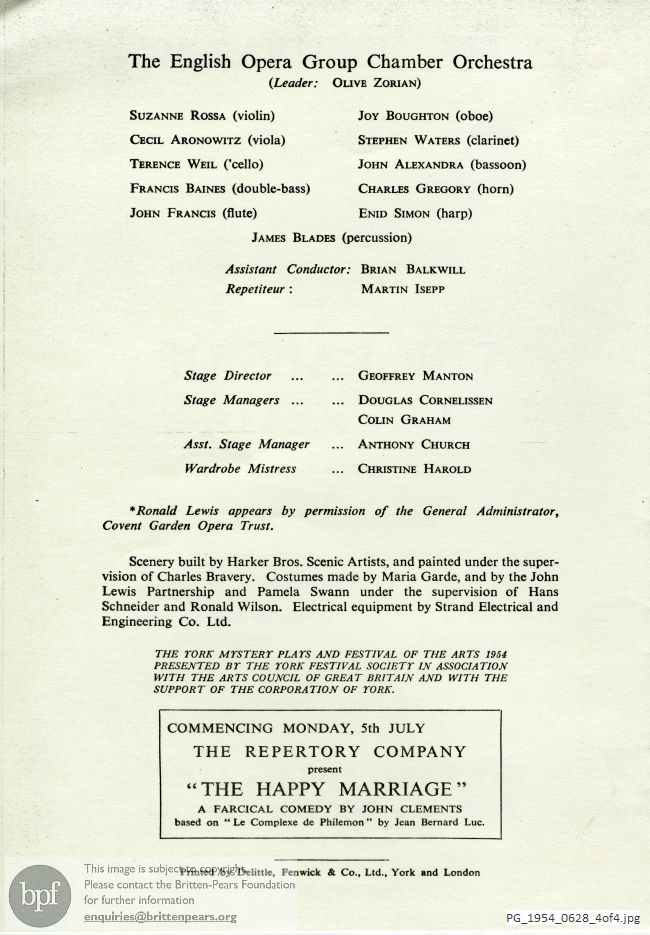 The English Opera Group Chamber Orchestra
(Leader: OLIVE ZORIAN)
SUZANNE ROSSA (violin)
CECIL ARONOWITZ (viola)
TERENCE WEIL ('cello)
FRANCIS BAINES (double-bass)
JOHN FRANCIS (flute)
JOY BOUGHTON (oboe)
STEPHEN WATERS (clarinet)
JOHN ALEXANDRA (bassoon)
CHARLES GREGORY (horn)
ENID SIMON (harp)
JAMES BLADES (percussion)
Assistant Conductor: BRIAN BALKWILL
Repetiteur : MARTIN ISEPP
Stage Director ... ... GEOFFREY MANTON
Stage Managers ... ... DOUGLAS CORNELISSEN
COLIN GRAHAM
Asst. Stage Manager ... ANTHONY CHURCH
Wardrobe Mistress ... CHRISTINE HAROLD
*Ronald Lewis appears by permission of the General Administrator,
Covent Garden Opera Trust.
Scenery built by Harker Bros. Scenic Artists, and painted under the super-
vision of Charles Bravery. Costumes made by Maria Garde, and by the John
Lewis Partnership and Pamela Swann under the supervision of Hans
Schneider and Ronald Wilson. Electrical equipment by Strand Electrical and
Engineering Co. Ltd.
THE YORK MYSTERY PLAYS AND FESTIVAL OF THE ARTS 1954
PRESENTED BY THE YORK FESTIVAL SOCIETY IN ASSOCIATION
WITH THE ARTS COUNCIL OF GREAT BRITAIN AND WITH THE
SUPPORT OF THE CORPORATION OF YORK.
COMMENCING MONDAY, 5th JULY
THE REPERTORY COMPANY
present
"THE HAPPY MARRIAGE"
A FARCICAL COMEDY BY JOHN CLEMENTS
based on "Le Complexe de Philemon" by Jean Bernard Luc.
Printed by Delittle, Fenwick & Co., Ltd., York and London
bpf
This image is subject to copyright.
Please contact the Britten-Pears Foundation
for further information
enquiries@brittenpears.org
PG_1954_0628_4of4.jpg